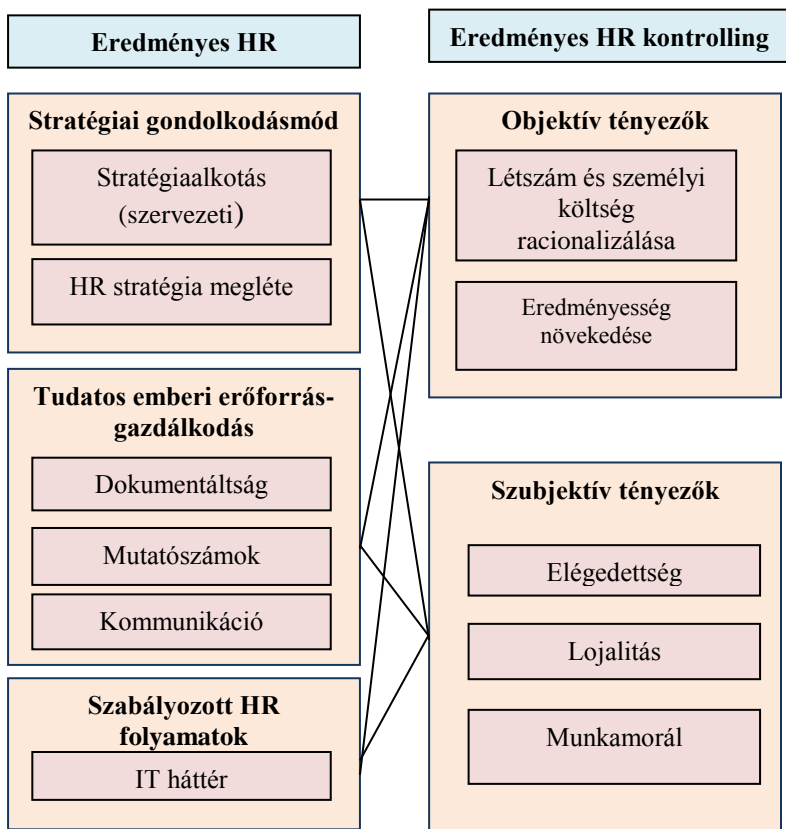 Eredményes HR
Stratégiai gondolkodásmód
Stratégiaalkotás
(szervezeti)
HR stratégia megléte
Tudatos emberi erőforrás-
gazdálkodás
Dokumentáltság
Mutatószámok
Kommunikáció
Szabályozott HR
folyamatok
IT háttér
Eredményes HR kontrolling
Objektív tényezők
Létszám és személyi
költség
racionalizálása
Eredményesség
növekedése
Szubjektív tényezők
Elégedettség
Lojalitás
Munkamorál